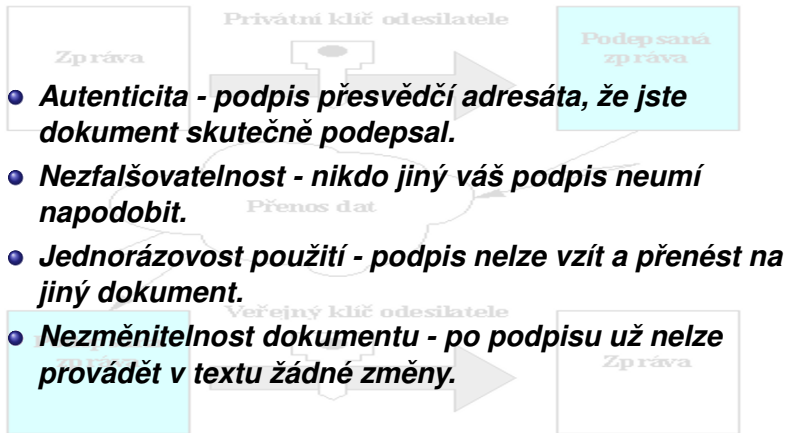 Privátní klíč odesilatele
Zpráva
Podepsaná
zpráva
Autenticita - podpis přesvědčí adresáta, že jste
dokument skutečně podepsal.
Nezfalšovatelnost - nikdo jiný váš podpis neumí
napodobit.
Přenos dat
Jednorázovost použití - podpis nelze vzít a přenést na
jiný dokument.
Veřejný klíč odesilatele
Nezměnitelnost dokumentu - po podpisu už nelze
provádět v textu žádné změny.
Zpráva